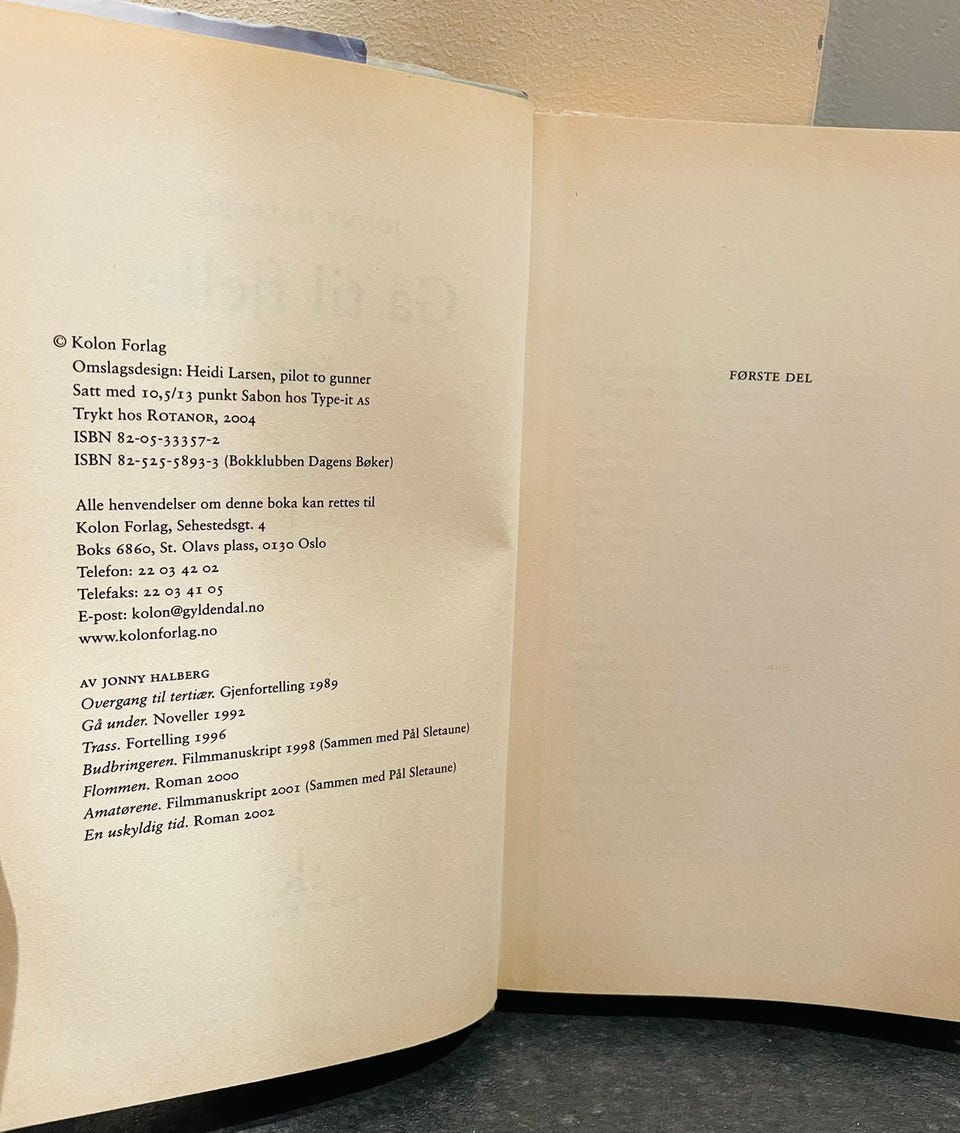 © Kolon Forlag
Omslagsdesign: Heidi Larsen, pilot to gunner
Satt med 10,5/13 punkt Sabon hos Type-it AS
Trykt hos ROTANOR, 2004
ISBN 82-05-33357-2
ISBN 82-525-5893-3 (Bokklubben Dagens Bøker)
Alle henvendelser om denne boka kan rettes til
Kolon Forlag, Sehestedsgt. 4
Boks 6860, St. Olavs plass, 0130 Oslo
Telefon: 22 03 42 02
Telefaks: 22 03 41 05
E-post: kolon@gyldendal.no
www.kolonforlag.no
AV JONNY HALBERG
Overgang til tertiær. Gjenfortelling 1989
Gå under. Noveller 1992
Trass. Fortelling 1996
Budbringeren. Filmmanuskript 1998 (Sammen med Pål Sletaune)
Flommen. Roman 2000
Amatørene. Filmmanuskript 2001 (Sammen med Pål Sletaune)
En uskyldig tid. Roman 2002
FØRSTE DEL